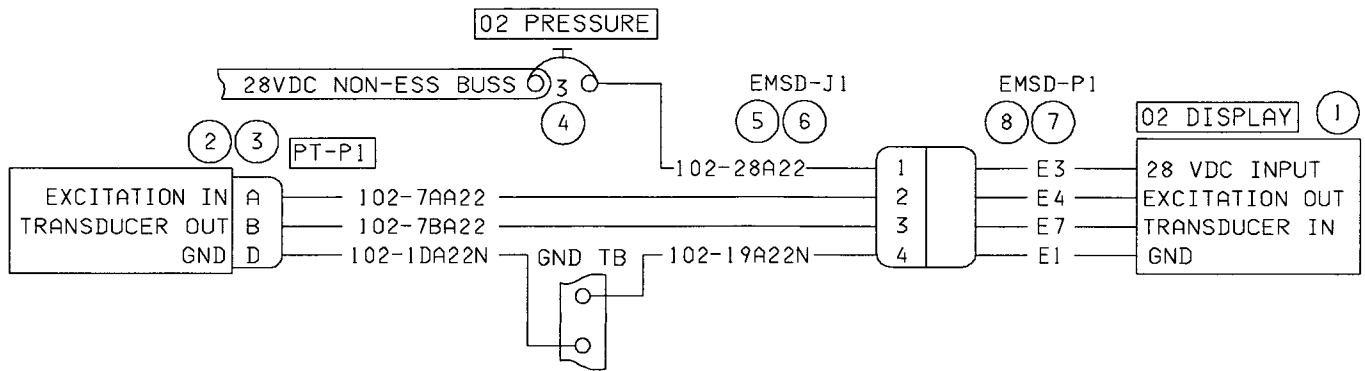 02 PRESSURE
28VDC NON-ESS BUSS 3
4
EMSD-J1
5 6
EMSD-P1
8 7
02 DISPLAY 1
2 3
PT-P1
EXCITATION IN A 102-7AA22
TRANSDUCER OUT B 102-7BA22
GND D 102-1DA22N
GND TB
102-28A22 1 E3 28 VDC INPUT
2 E4 EXCITATION OUT
3 E7 TRANSDUCER IN
102-19A22N 4 E1 GND